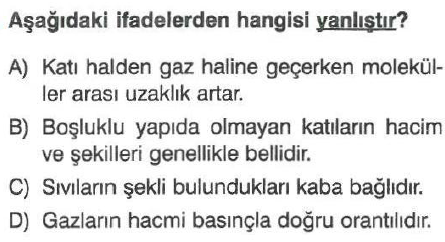 Aşağıdaki ifadelerden hangisi yanlıştır?
A) Katı halden gaz haline geçerken molekül-
ler arası uzaklık artar.
B) Boşluklu yapıda olmayan katıların hacim
ve şekilleri genellikle bellidir.
C) Sıvıların şekli bulundukları kaba bağlıdır.
D) Gazların hacmi basınçla doğru orantılıdır.